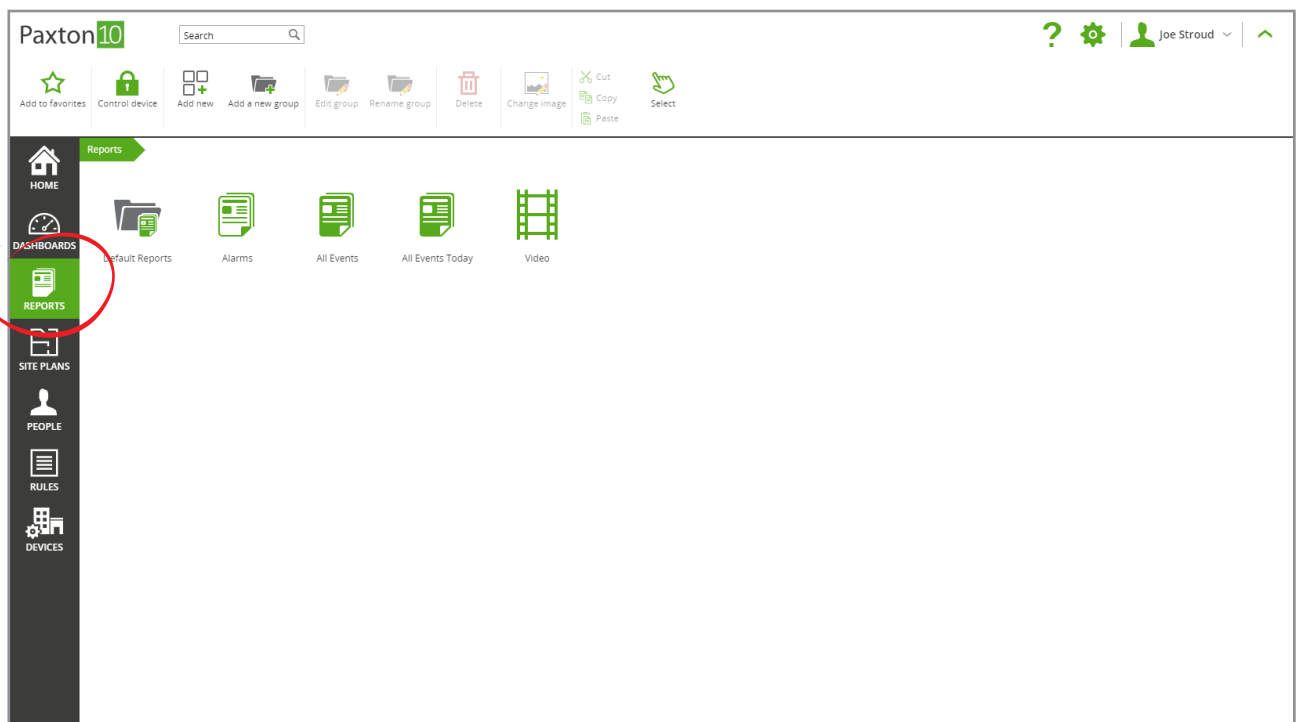 Paxton 10
Search
Joe Stroud
Add to favorites
Control device
Add new
Add a new group
Edit group
Rename group
Delete
Change image
Cut
Copy
Paste
Select
Reports
HOME
DASHBOARDS
REPORTS
SITE PLANS
PEOPLE
RULES
DEVICES
Default Reports
Alarms
All Events
All Events Today
Video